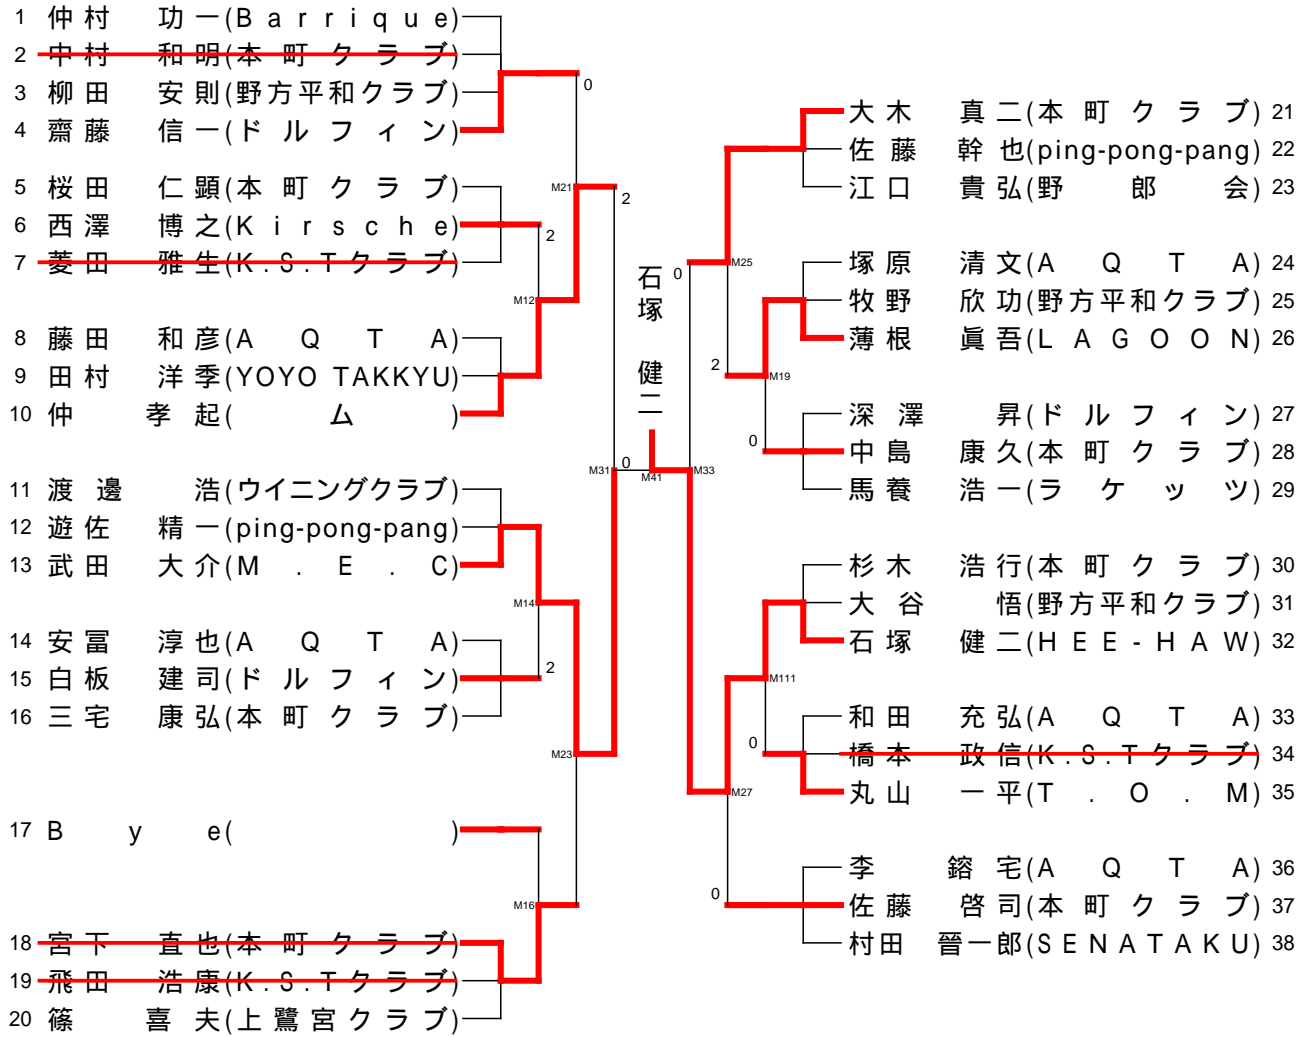 1 仲村 功一(Barrique)
2 中村 和明(本町クラブ)
3 柳田 安則(野方平和クラブ)
4 齋藤 信一(ドルフィン)
0
5 桜田 仁顕(本町クラブ)
M21
2
6 西澤 博之(Kirsche)
2
7 菱田 雅生(K.S.Tクラブ)
M12
8 藤田 和彦(AQTA)
9 田村 洋季(YOYO TAKKYU)
10 仲 孝起(ム)
11 渡邊 浩(ウイニングクラブ)
M31
12 遊佐 精一(ping-pong-pang)
13 武田 大介(M.E.C)
M14
14 安冨 淳也(AQTA)
15 白板 建司(ドルフィン)
2
16 三宅 康弘(本町クラブ)
M23
17 Bye( )
M16
18 宮下 直也(本町クラブ)
19 飛田 浩康(K.S.Tクラブ)
20 篠 喜夫(上鷺宮クラブ)
石塚 健二
0
M41
M33
大木 真二(本町クラブ) 21
佐藤 幹也(ping-pong-pang) 22
江口 貴弘(野郎会) 23
0
M25
塚原 清文(AQTA) 24
牧野 欣功(野方平和クラブ) 25
薄根 眞吾(LAGOON) 26
2
M19
深澤 昇(ドルフィン) 27
0
中島 康久(本町クラブ) 28
馬養 浩一(ラケッツ) 29
杉木 浩行(本町クラブ) 30
大谷 悟(野方平和クラブ) 31
石塚 健二(HEE-HAW) 32
M111
和田 充弘(AQTA) 33
0
橋本 政信(K.S.Tクラブ) 34
M27
丸山 一平(T.O.M) 35
李 鎔宅(AQTA) 36
0
佐藤 啓司(本町クラブ) 37
村田 晉一郎(SENATAKU) 38